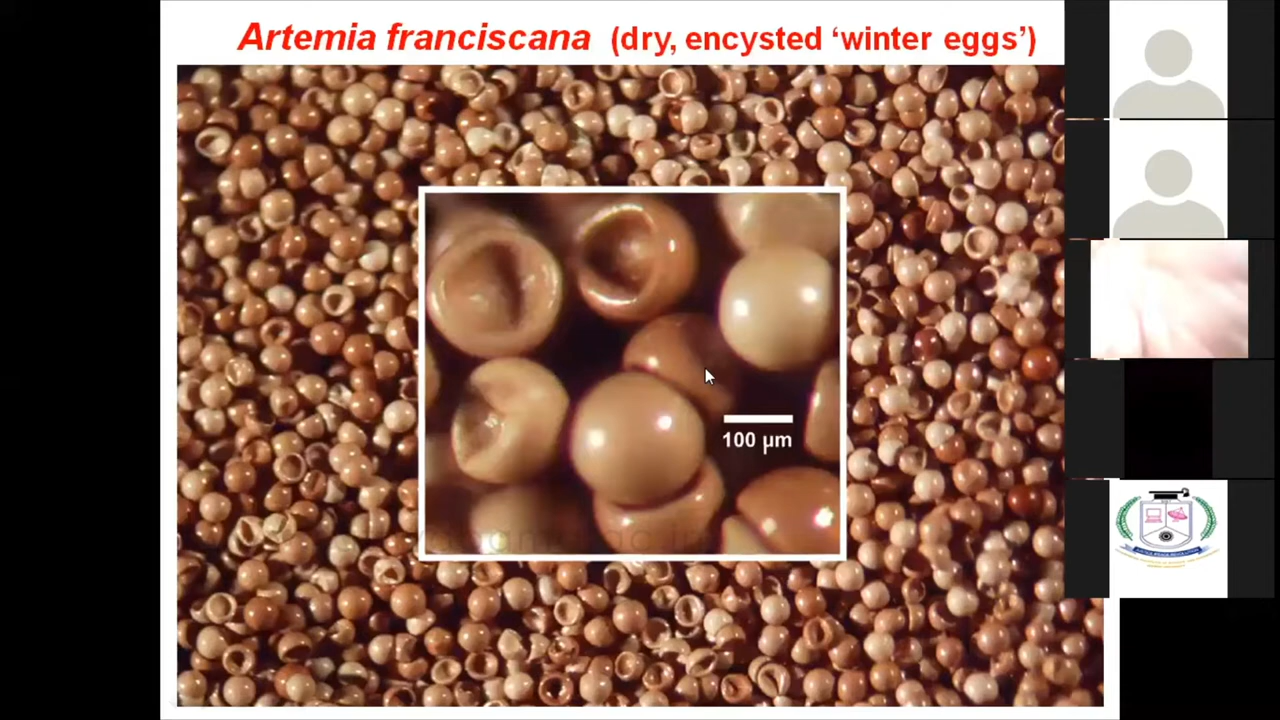 Artemia franciscana (dry, encysted ‘winter eggs’)
100 µm